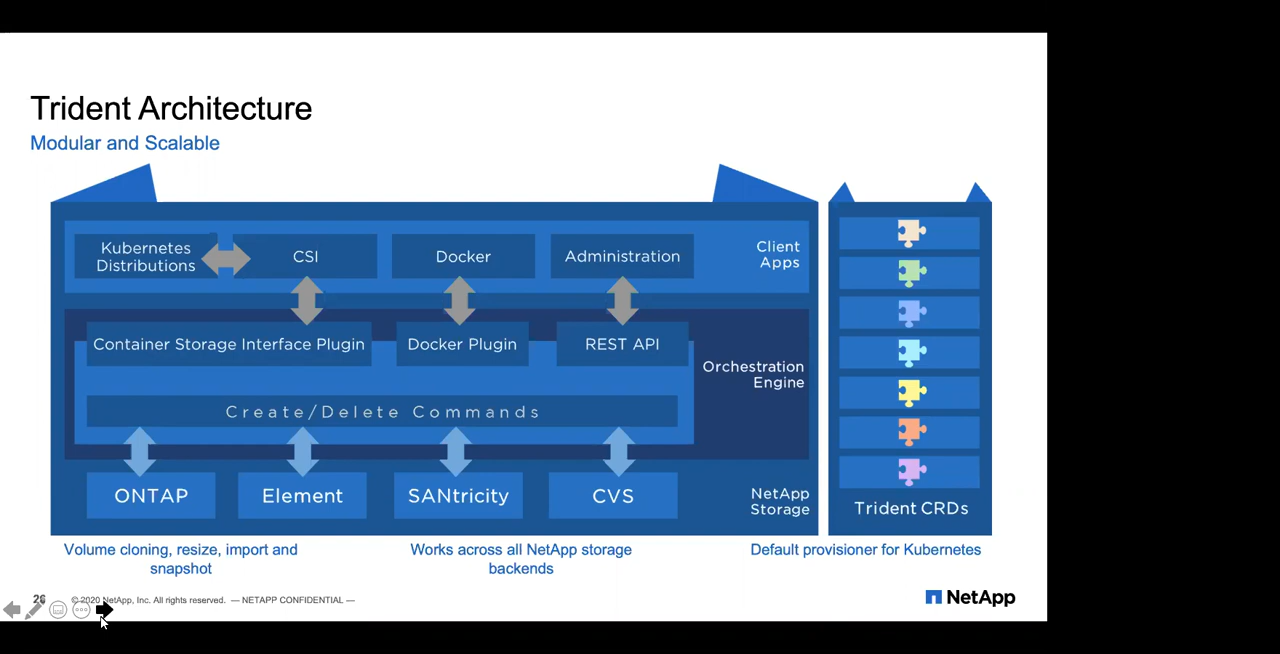 Trident Architecture
Modular and Scalable
Kubernetes
Distributions
CSI
Docker
Administration
Client
Apps
Container Storage Interface Plugin
Docker Plugin
REST API
Orchestration
Engine
Create/Delete Commands
ONTAP
Element
SANtricity
CVS
NetApp
Storage
Trident CRDs
Volume cloning, resize, import and
snapshot
Works across all NetApp storage
backends
Default provisioner for Kubernetes
26
© 2020 NetApp, Inc. All rights reserved. — NETAPP CONFIDENTIAL —
NetApp